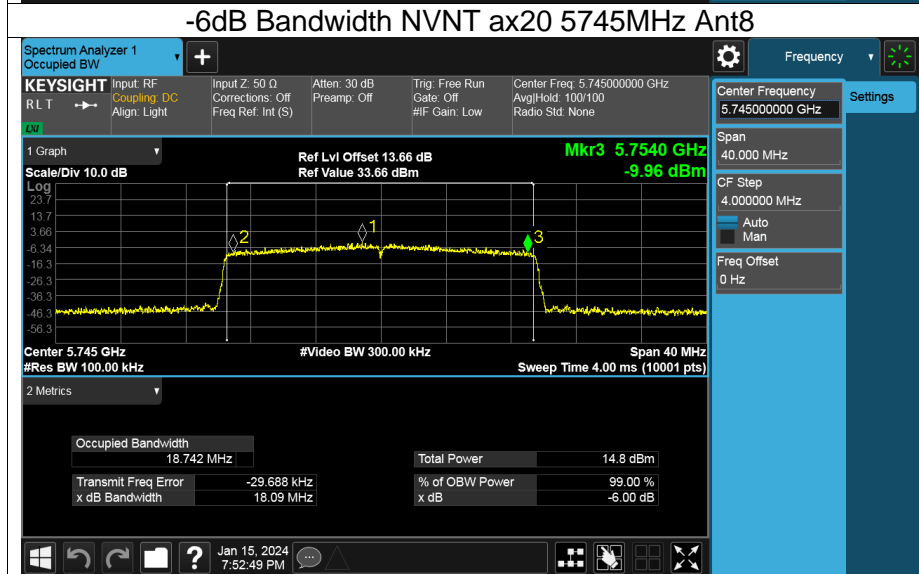 -6dB Bandwidth NVNT ax20 5745MHz Ant8
Spectrum Analyzer 1
Occupied BW
+
Frequency
KEYSIGHT Input: RF Input Z: 50 Ω Atten: 30 dB Trig: Free Run Center Freq: 5.745000000 GHz
R L T Coupling: DC Corrections: Off Preamp: Off Gate: Off Avg|Hold: 100/100
Align: Light Freq Ref: Int (S) #IF Gain: Low Radio Std: None
LXI
1 Graph Ref Lvl Offset 13.66 dB Mkr3 5.7540 GHz
Scale/Div 10.0 dB Ref Value 33.66 dBm -9.96 dBm
Log
23.7
13.7
3.66
-6.34
-16.3
-26.3
-36.3
-46.3
-56.3
2
1
3
Center 5.745 GHz #Video BW 300.00 kHz Span 40 MHz
#Res BW 100.00 kHz Sweep Time 4.00 ms (10001 pts)
2 Metrics
Occupied Bandwidth
18.742 MHz Total Power 14.8 dBm
Transmit Freq Error -29.688 kHz % of OBW Power 99.00 %
x dB Bandwidth 18.09 MHz x dB -6.00 dB
Center Frequency
5.745000000 GHz
Settings
Span
40.000 MHz
CF Step
4.000000 MHz
Auto
Man
Freq Offset
0 Hz
?
Jan 15, 2024
7:52:49 PM